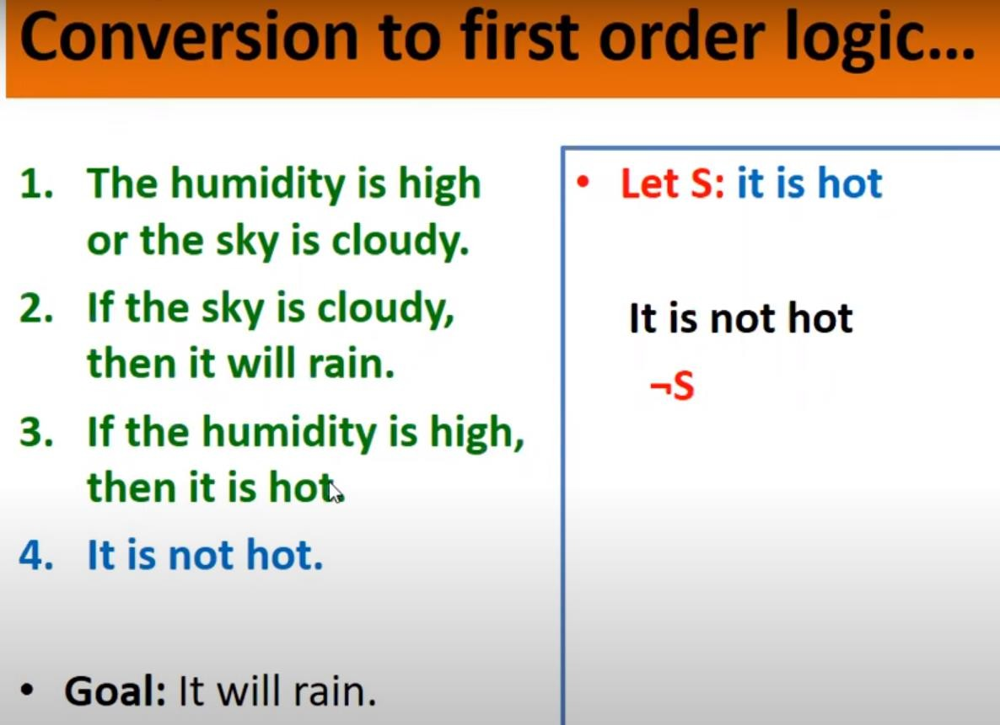 Conversion to first order logic...
1. The humidity is high
or the sky is cloudy.
2. If the sky is cloudy,
then it will rain.
3. If the humidity is high,
then it is hot.
4. It is not hot.
• Goal: It will rain.
• Let S: it is hot
It is not hot
¬S